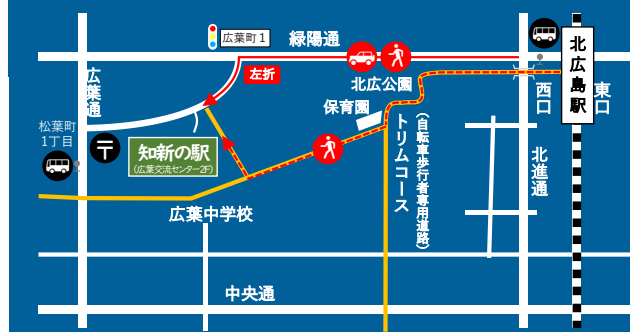 広葉町1
緑陽通
北広島駅
左折
北広公園
広葉通
保育園
西口
東口
松葉町
1丁目
〒
知新の駅
(広葉交流センター2F)
トリムコース
(自転車歩行者専用道路)
北進通
広葉中学校
中央通